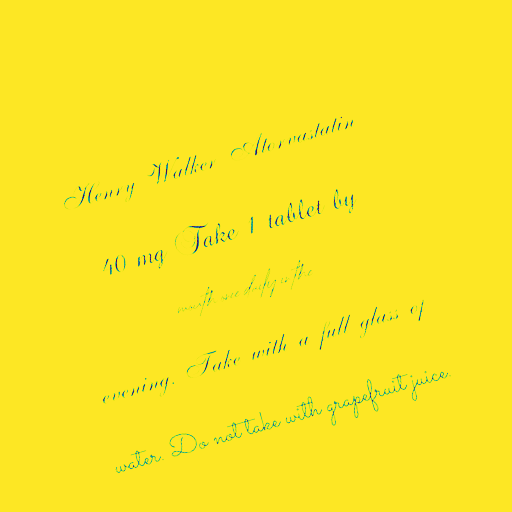 Henry Walker Atorvastatin
40 mg Take 1 tablet by
evening. Take with a full glass of
water. Do not take with grapefruit juice.